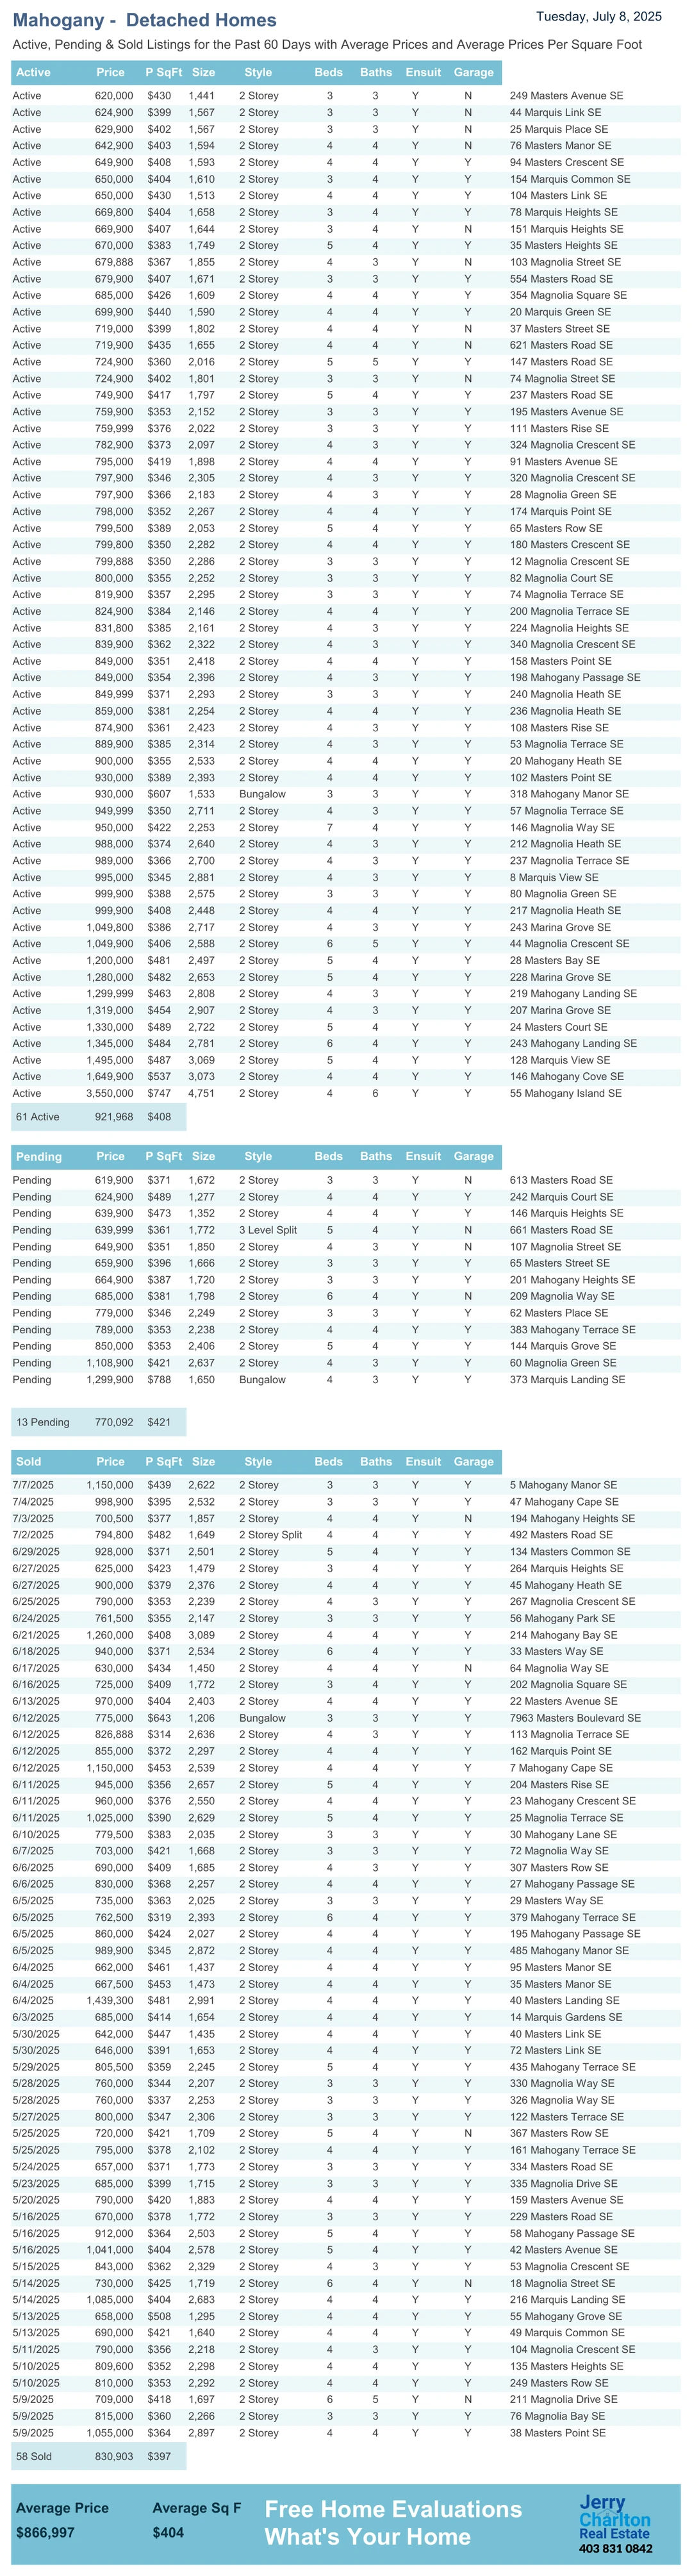 Mahogany - Detached Homes
Tuesday, July 8, 2025
Active, Pending & Sold Listings for the Past 60 Days with Average Prices and Average Prices Per Square Foot
Active Price P SqFt Size Style Beds Baths Ensuit Garage
Active 620,000 $430 1,441 2 Storey 3 3 Y N 249 Masters Avenue SE
Active 624,900 $399 1,567 2 Storey 3 3 Y N 44 Marquis Link SE
Active 629,900 $402 1,567 2 Storey 3 3 Y N 25 Marquis Place SE
Active 642,900 $403 1,594 2 Storey 4 4 Y N 76 Masters Manor SE
Active 649,900 $408 1,593 2 Storey 4 4 Y Y 94 Masters Crescent SE
Active 650,000 $404 1,610 2 Storey 3 4 Y Y 154 Marquis Common SE
Active 650,000 $430 1,513 2 Storey 4 4 Y Y 104 Masters Link SE
Active 669,800 $404 1,658 2 Storey 3 4 Y Y 78 Marquis Heights SE
Active 669,900 $407 1,644 2 Storey 3 4 Y N 151 Marquis Heights SE
Active 670,000 $383 1,749 2 Storey 5 4 Y Y 35 Masters Heights SE
Active 679,888 $367 1,855 2 Storey 4 3 Y N 103 Magnolia Street SE
Active 679,900 $407 1,671 2 Storey 3 3 Y Y 554 Masters Road SE
Active 685,000 $426 1,609 2 Storey 4 4 Y Y 354 Magnolia Square SE
Active 699,900 $440 1,590 2 Storey 4 4 Y Y 20 Marquis Green SE
Active 719,000 $399 1,802 2 Storey 4 4 Y N 37 Masters Street SE
Active 719,900 $435 1,655 2 Storey 4 4 Y N 621 Masters Road SE
Active 724,900 $360 2,016 2 Storey 5 5 Y Y 147 Masters Road SE
Active 724,900 $402 1,801 2 Storey 3 3 Y N 74 Magnolia Street SE
Active 749,900 $417 1,797 2 Storey 5 4 Y Y 237 Masters Road SE
Active 759,900 $353 2,152 2 Storey 3 3 Y Y 195 Masters Avenue SE
Active 759,999 $376 2,022 2 Storey 3 3 Y Y 111 Masters Rise SE
Active 782,900 $373 2,097 2 Storey 4 3 Y Y 324 Magnolia Crescent SE
Active 795,000 $419 1,898 2 Storey 4 4 Y Y 91 Masters Avenue SE
Active 797,900 $346 2,305 2 Storey 4 3 Y Y 320 Magnolia Crescent SE
Active 797,900 $366 2,183 2 Storey 4 3 Y Y 28 Magnolia Green SE
Active 798,000 $352 2,267 2 Storey 4 4 Y Y 174 Marquis Point SE
Active 799,500 $389 2,053 2 Storey 5 4 Y Y 65 Masters Row SE
Active 799,800 $350 2,282 2 Storey 4 4 Y Y 180 Masters Crescent SE
Active 799,888 $350 2,286 2 Storey 3 3 Y Y 12 Magnolia Crescent SE
Active 800,000 $355 2,252 2 Storey 3 3 Y Y 82 Magnolia Court SE
Active 819,900 $357 2,295 2 Storey 3 3 Y Y 74 Magnolia Terrace SE
Active 824,900 $384 2,146 2 Storey 4 4 Y Y 200 Magnolia Terrace SE
Active 831,800 $385 2,161 2 Storey 4 3 Y Y 224 Magnolia Heights SE
Active 839,900 $362 2,322 2 Storey 4 3 Y Y 340 Magnolia Crescent SE
Active 849,000 $351 2,418 2 Storey 4 4 Y Y 158 Masters Point SE
Active 849,000 $354 2,396 2 Storey 4 3 Y Y 198 Mahogany Passage SE
Active 849,999 $371 2,293 2 Storey 3 3 Y Y 240 Magnolia Heath SE
Active 859,000 $381 2,254 2 Storey 4 4 Y Y 236 Magnolia Heath SE
Active 874,900 $361 2,423 2 Storey 4 3 Y Y 108 Masters Rise SE
Active 889,900 $385 2,314 2 Storey 4 3 Y Y 53 Magnolia Terrace SE
Active 900,000 $355 2,533 2 Storey 4 4 Y Y 20 Mahogany Heath SE
Active 930,000 $389 2,393 2 Storey 4 4 Y Y 102 Masters Point SE
Active 930,000 $607 1,533 Bungalow 3 3 Y Y 318 Mahogany Manor SE
Active 949,999 $350 2,711 2 Storey 4 3 Y Y 57 Magnolia Terrace SE
Active 950,000 $422 2,253 2 Storey 7 4 Y Y 146 Magnolia Way SE
Active 988,000 $374 2,640 2 Storey 4 3 Y Y 212 Magnolia Heath SE
Active 989,000 $366 2,700 2 Storey 4 3 Y Y 237 Magnolia Terrace SE
Active 995,000 $345 2,881 2 Storey 4 3 Y Y 8 Marquis View SE
Active 999,900 $388 2,575 2 Storey 3 3 Y Y 80 Magnolia Green SE
Active 999,900 $408 2,448 2 Storey 4 4 Y Y 217 Magnolia Heath SE
Active 1,049,800 $386 2,717 2 Storey 4 3 Y Y 243 Marina Grove SE
Active 1,049,900 $406 2,588 2 Storey 6 5 Y Y 44 Magnolia Crescent SE
Active 1,200,000 $481 2,497 2 Storey 5 4 Y Y 28 Masters Bay SE
Active 1,280,000 $482 2,653 2 Storey 5 4 Y Y 228 Marina Grove SE
Active 1,299,999 $463 2,808 2 Storey 4 3 Y Y 219 Mahogany Landing SE
Active 1,319,000 $454 2,907 2 Storey 4 3 Y Y 207 Marina Grove SE
Active 1,330,000 $489 2,722 2 Storey 5 4 Y Y 24 Masters Court SE
Active 1,345,000 $484 2,781 2 Storey 6 4 Y Y 243 Mahogany Landing SE
Active 1,495,000 $487 3,069 2 Storey 5 4 Y Y 128 Marquis View SE
Active 1,649,900 $537 3,073 2 Storey 4 4 Y Y 146 Mahogany Cove SE
Active 3,550,000 $747 4,751 2 Storey 4 6 Y Y 55 Mahogany Island SE
61 Active 921,968 $408
Pending Price P SqFt Size Style Beds Baths Ensuit Garage
Pending 619,900 $371 1,672 2 Storey 3 3 Y N 613 Masters Road SE
Pending 624,900 $489 1,277 2 Storey 4 4 Y Y 242 Marquis Court SE
Pending 639,900 $473 1,352 2 Storey 4 4 Y Y 146 Marquis Heights SE
Pending 639,999 $361 1,772 3 Level Split 5 4 Y N 661 Masters Road SE
Pending 649,900 $351 1,850 2 Storey 4 3 Y N 107 Magnolia Street SE
Pending 659,900 $396 1,666 2 Storey 3 3 Y Y 65 Masters Street SE
Pending 664,900 $387 1,720 2 Storey 3 3 Y Y 201 Mahogany Heights SE
Pending 685,000 $381 1,798 2 Storey 6 4 Y N 209 Magnolia Way SE
Pending 779,000 $346 2,249 2 Storey 3 3 Y Y 62 Masters Place SE
Pending 789,000 $353 2,238 2 Storey 4 4 Y Y 383 Mahogany Terrace SE
Pending 850,000 $353 2,406 2 Storey 5 4 Y Y 144 Marquis Grove SE
Pending 1,108,900 $421 2,637 2 Storey 4 3 Y Y 60 Magnolia Green SE
Pending 1,299,900 $788 1,650 Bungalow 4 3 Y Y 373 Marquis Landing SE
13 Pending 770,092 $421
Sold Price P SqFt Size Style Beds Baths Ensuit Garage
7/7/2025 1,150,000 $439 2,622 2 Storey 3 3 Y Y 5 Mahogany Manor SE
7/4/2025 998,900 $395 2,532 2 Storey 3 3 Y Y 47 Mahogany Cape SE
7/3/2025 700,500 $377 1,857 2 Storey 4 4 Y N 194 Mahogany Heights SE
7/2/2025 794,800 $482 1,649 2 Storey Split 4 4 Y Y 492 Masters Road SE
6/29/2025 928,000 $371 2,501 2 Storey 5 4 Y Y 134 Masters Common SE
6/27/2025 625,000 $423 1,479 2 Storey 3 4 Y Y 264 Marquis Heights SE
6/27/2025 900,000 $379 2,376 2 Storey 4 4 Y Y 45 Mahogany Heath SE
6/25/2025 790,000 $353 2,239 2 Storey 4 3 Y Y 267 Magnolia Crescent SE
6/24/2025 761,500 $355 2,147 2 Storey 3 3 Y Y 56 Mahogany Park SE
6/21/2025 1,260,000 $408 3,089 2 Storey 4 4 Y Y 214 Mahogany Bay SE
6/18/2025 940,000 $371 2,534 2 Storey 6 4 Y Y 33 Masters Way SE
6/17/2025 630,000 $434 1,450 2 Storey 4 4 Y N 64 Magnolia Way SE
6/16/2025 725,000 $409 1,772 2 Storey 3 4 Y Y 202 Magnolia Square SE
6/13/2025 970,000 $404 2,403 2 Storey 4 4 Y Y 22 Masters Avenue SE
6/12/2025 775,000 $643 1,206 Bungalow 3 3 Y Y 7963 Masters Boulevard SE
6/12/2025 826,888 $314 2,636 2 Storey 4 3 Y Y 113 Magnolia Terrace SE
6/12/2025 855,000 $372 2,297 2 Storey 4 4 Y Y 162 Marquis Point SE
6/12/2025 1,150,000 $453 2,539 2 Storey 4 4 Y Y 7 Mahogany Cape SE
6/11/2025 945,000 $356 2,657 2 Storey 5 4 Y Y 204 Masters Rise SE
6/11/2025 960,000 $376 2,550 2 Storey 4 4 Y Y 23 Mahogany Crescent SE
6/11/2025 1,025,000 $390 2,629 2 Storey 5 4 Y Y 25 Magnolia Terrace SE
6/10/2025 779,500 $383 2,035 2 Storey 3 3 Y Y 30 Mahogany Lane SE
6/7/2025 703,000 $421 1,668 2 Storey 3 3 Y Y 72 Magnolia Way SE
6/6/2025 690,000 $409 1,685 2 Storey 4 3 Y Y 307 Masters Row SE
6/6/2025 830,000 $368 2,257 2 Storey 4 4 Y Y 27 Mahogany Passage SE
6/5/2025 735,000 $363 2,025 2 Storey 3 3 Y Y 29 Masters Way SE
6/5/2025 762,500 $319 2,393 2 Storey 6 4 Y Y 379 Mahogany Terrace SE
6/5/2025 860,000 $424 2,027 2 Storey 4 4 Y Y 195 Mahogany Passage SE
6/5/2025 989,900 $345 2,872 2 Storey 4 4 Y Y 485 Mahogany Manor SE
6/4/2025 662,000 $461 1,437 2 Storey 4 4 Y Y 95 Masters Manor SE
6/4/2025 667,500 $453 1,473 2 Storey 4 4 Y Y 35 Masters Manor SE
6/4/2025 1,439,300 $481 2,991 2 Storey 4 4 Y Y 40 Masters Landing SE
6/3/2025 685,000 $414 1,654 2 Storey 4 4 Y Y 14 Marquis Gardens SE
5/30/2025 642,000 $447 1,435 2 Storey 4 4 Y Y 40 Masters Link SE
5/30/2025 646,000 $391 1,653 2 Storey 4 4 Y Y 72 Masters Link SE
5/29/2025 805,500 $359 2,245 2 Storey 5 4 Y Y 435 Mahogany Terrace SE
5/28/2025 760,000 $344 2,207 2 Storey 3 3 Y Y 330 Magnolia Way SE
5/28/2025 760,000 $337 2,253 2 Storey 3 3 Y Y 326 Magnolia Way SE
5/27/2025 800,000 $347 2,306 2 Storey 3 3 Y Y 122 Masters Terrace SE
5/25/2025 720,000 $421 1,709 2 Storey 5 4 Y N 367 Masters Row SE
5/25/2025 795,000 $378 2,102 2 Storey 4 4 Y Y 161 Mahogany Terrace SE
5/24/2025 657,000 $371 1,773 2 Storey 3 3 Y Y 334 Masters Road SE
5/23/2025 685,000 $399 1,715 2 Storey 3 3 Y Y 335 Magnolia Drive SE
5/20/2025 790,000 $420 1,883 2 Storey 4 4 Y Y 159 Masters Avenue SE
5/16/2025 670,000 $378 1,772 2 Storey 3 3 Y Y 229 Masters Road SE
5/16/2025 912,000 $364 2,503 2 Storey 5 4 Y Y 58 Mahogany Passage SE
5/16/2025 1,041,000 $404 2,578 2 Storey 5 4 Y Y 42 Masters Avenue SE
5/15/2025 843,000 $362 2,329 2 Storey 4 3 Y Y 53 Magnolia Crescent SE
5/14/2025 730,000 $425 1,719 2 Storey 6 4 Y N 18 Magnolia Street SE
5/14/2025 1,085,000 $404 2,683 2 Storey 4 4 Y Y 216 Marquis Landing SE
5/13/2025 658,000 $508 1,295 2 Storey 4 4 Y Y 55 Mahogany Grove SE
5/13/2025 690,000 $421 1,640 2 Storey 4 4 Y Y 49 Marquis Common SE
5/11/2025 790,000 $356 2,218 2 Storey 4 3 Y Y 104 Magnolia Crescent SE
5/10/2025 809,600 $352 2,298 2 Storey 4 4 Y Y 135 Masters Heights SE
5/10/2025 810,000 $353 2,292 2 Storey 4 4 Y Y 249 Masters Row SE
5/9/2025 709,000 $418 1,697 2 Storey 6 5 Y N 211 Magnolia Drive SE
5/9/2025 815,000 $360 2,266 2 Storey 3 3 Y Y 76 Magnolia Bay SE
5/9/2025 1,055,000 $364 2,897 2 Storey 4 4 Y Y 38 Masters Point SE
58 Sold 830,903 $397
Average Price Average Sq F
$866,997 $404
Free Home Evaluations
What's Your Home
Jerry
Charlton
Real Estate
403 831 0842